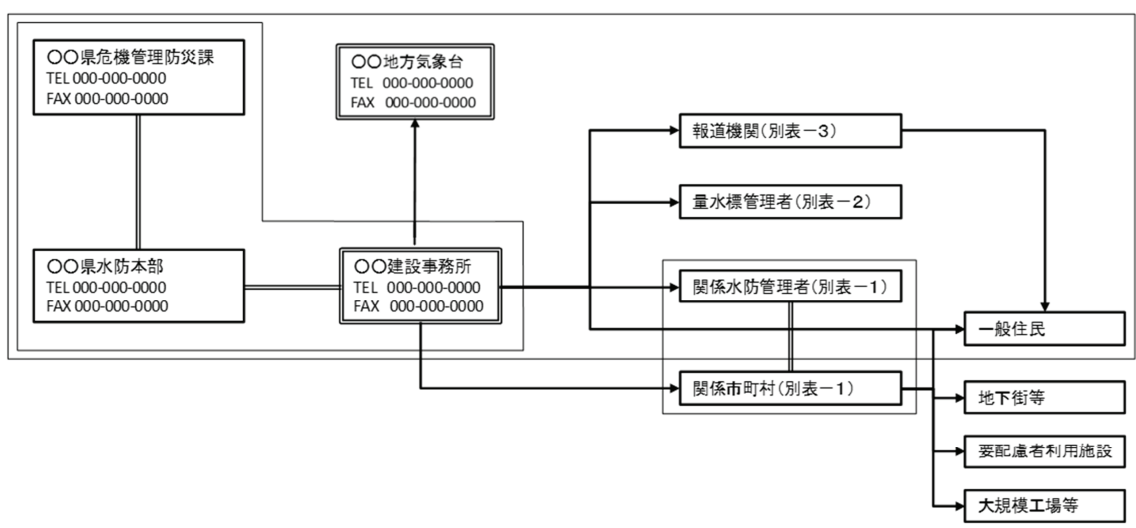 〇〇県危機管理防災課
TEL 000-000-0000
FAX 000-000-0000
〇〇地方気象台
TEL 000-000-0000
FAX 000-000-0000
報道機関(別表－3)
量水標管理者(別表－2)
〇〇県水防本部
TEL 000-000-0000
FAX 000-000-0000
〇〇建設事務所
TEL 000-000-0000
FAX 000-000-0000
関係水防管理者(別表－1)
一般住民
関係市町村(別表－1)
地下街等
要配慮者利用施設
大規模工場等